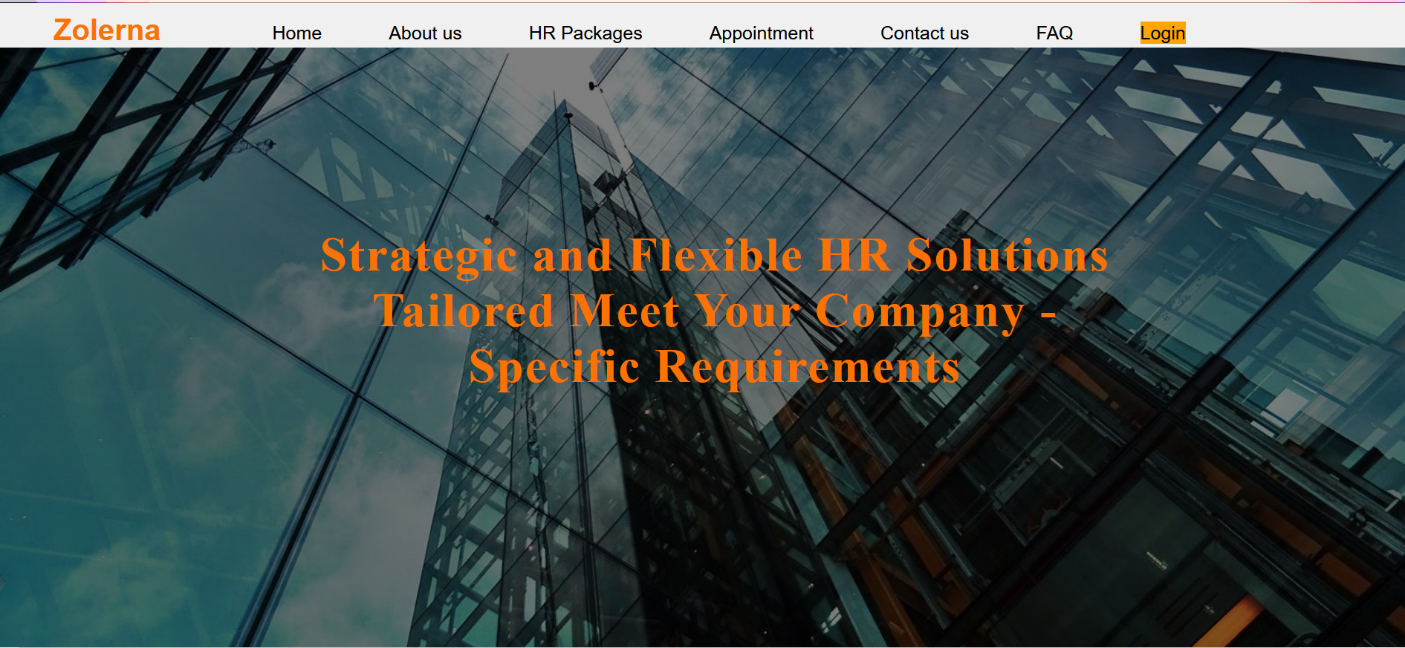 Zolerna
Home About us HR Packages Appointment Contact us FAQ Login
Strategic and Flexible HR Solutions
Tailored Meet Your Company -
Specific Requirements